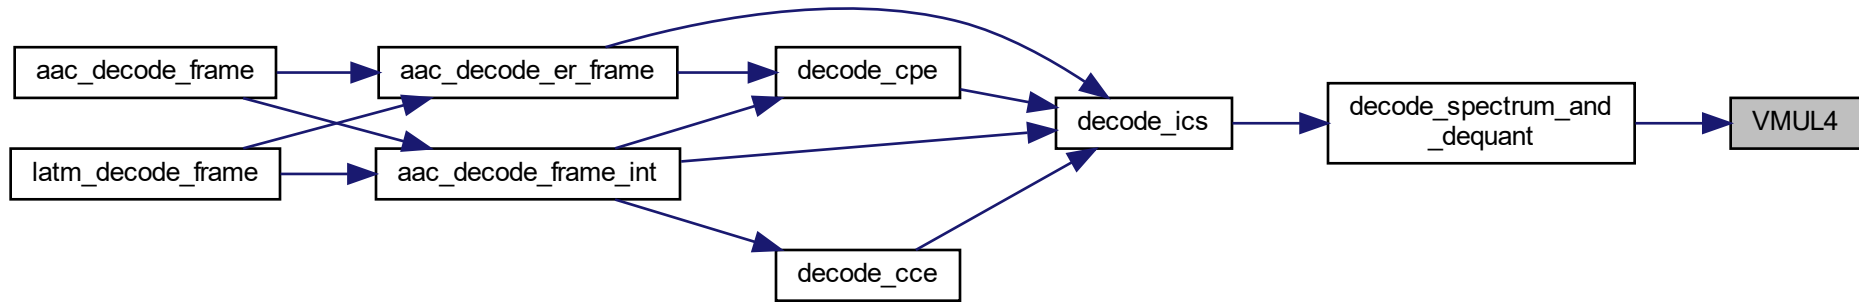 aac_decode_frame
aac_decode_er_frame
decode_cpe
decode_ics
decode_spectrum_and
_dequant
VMUL4
latm_decode_frame
aac_decode_frame_int
decode_cce